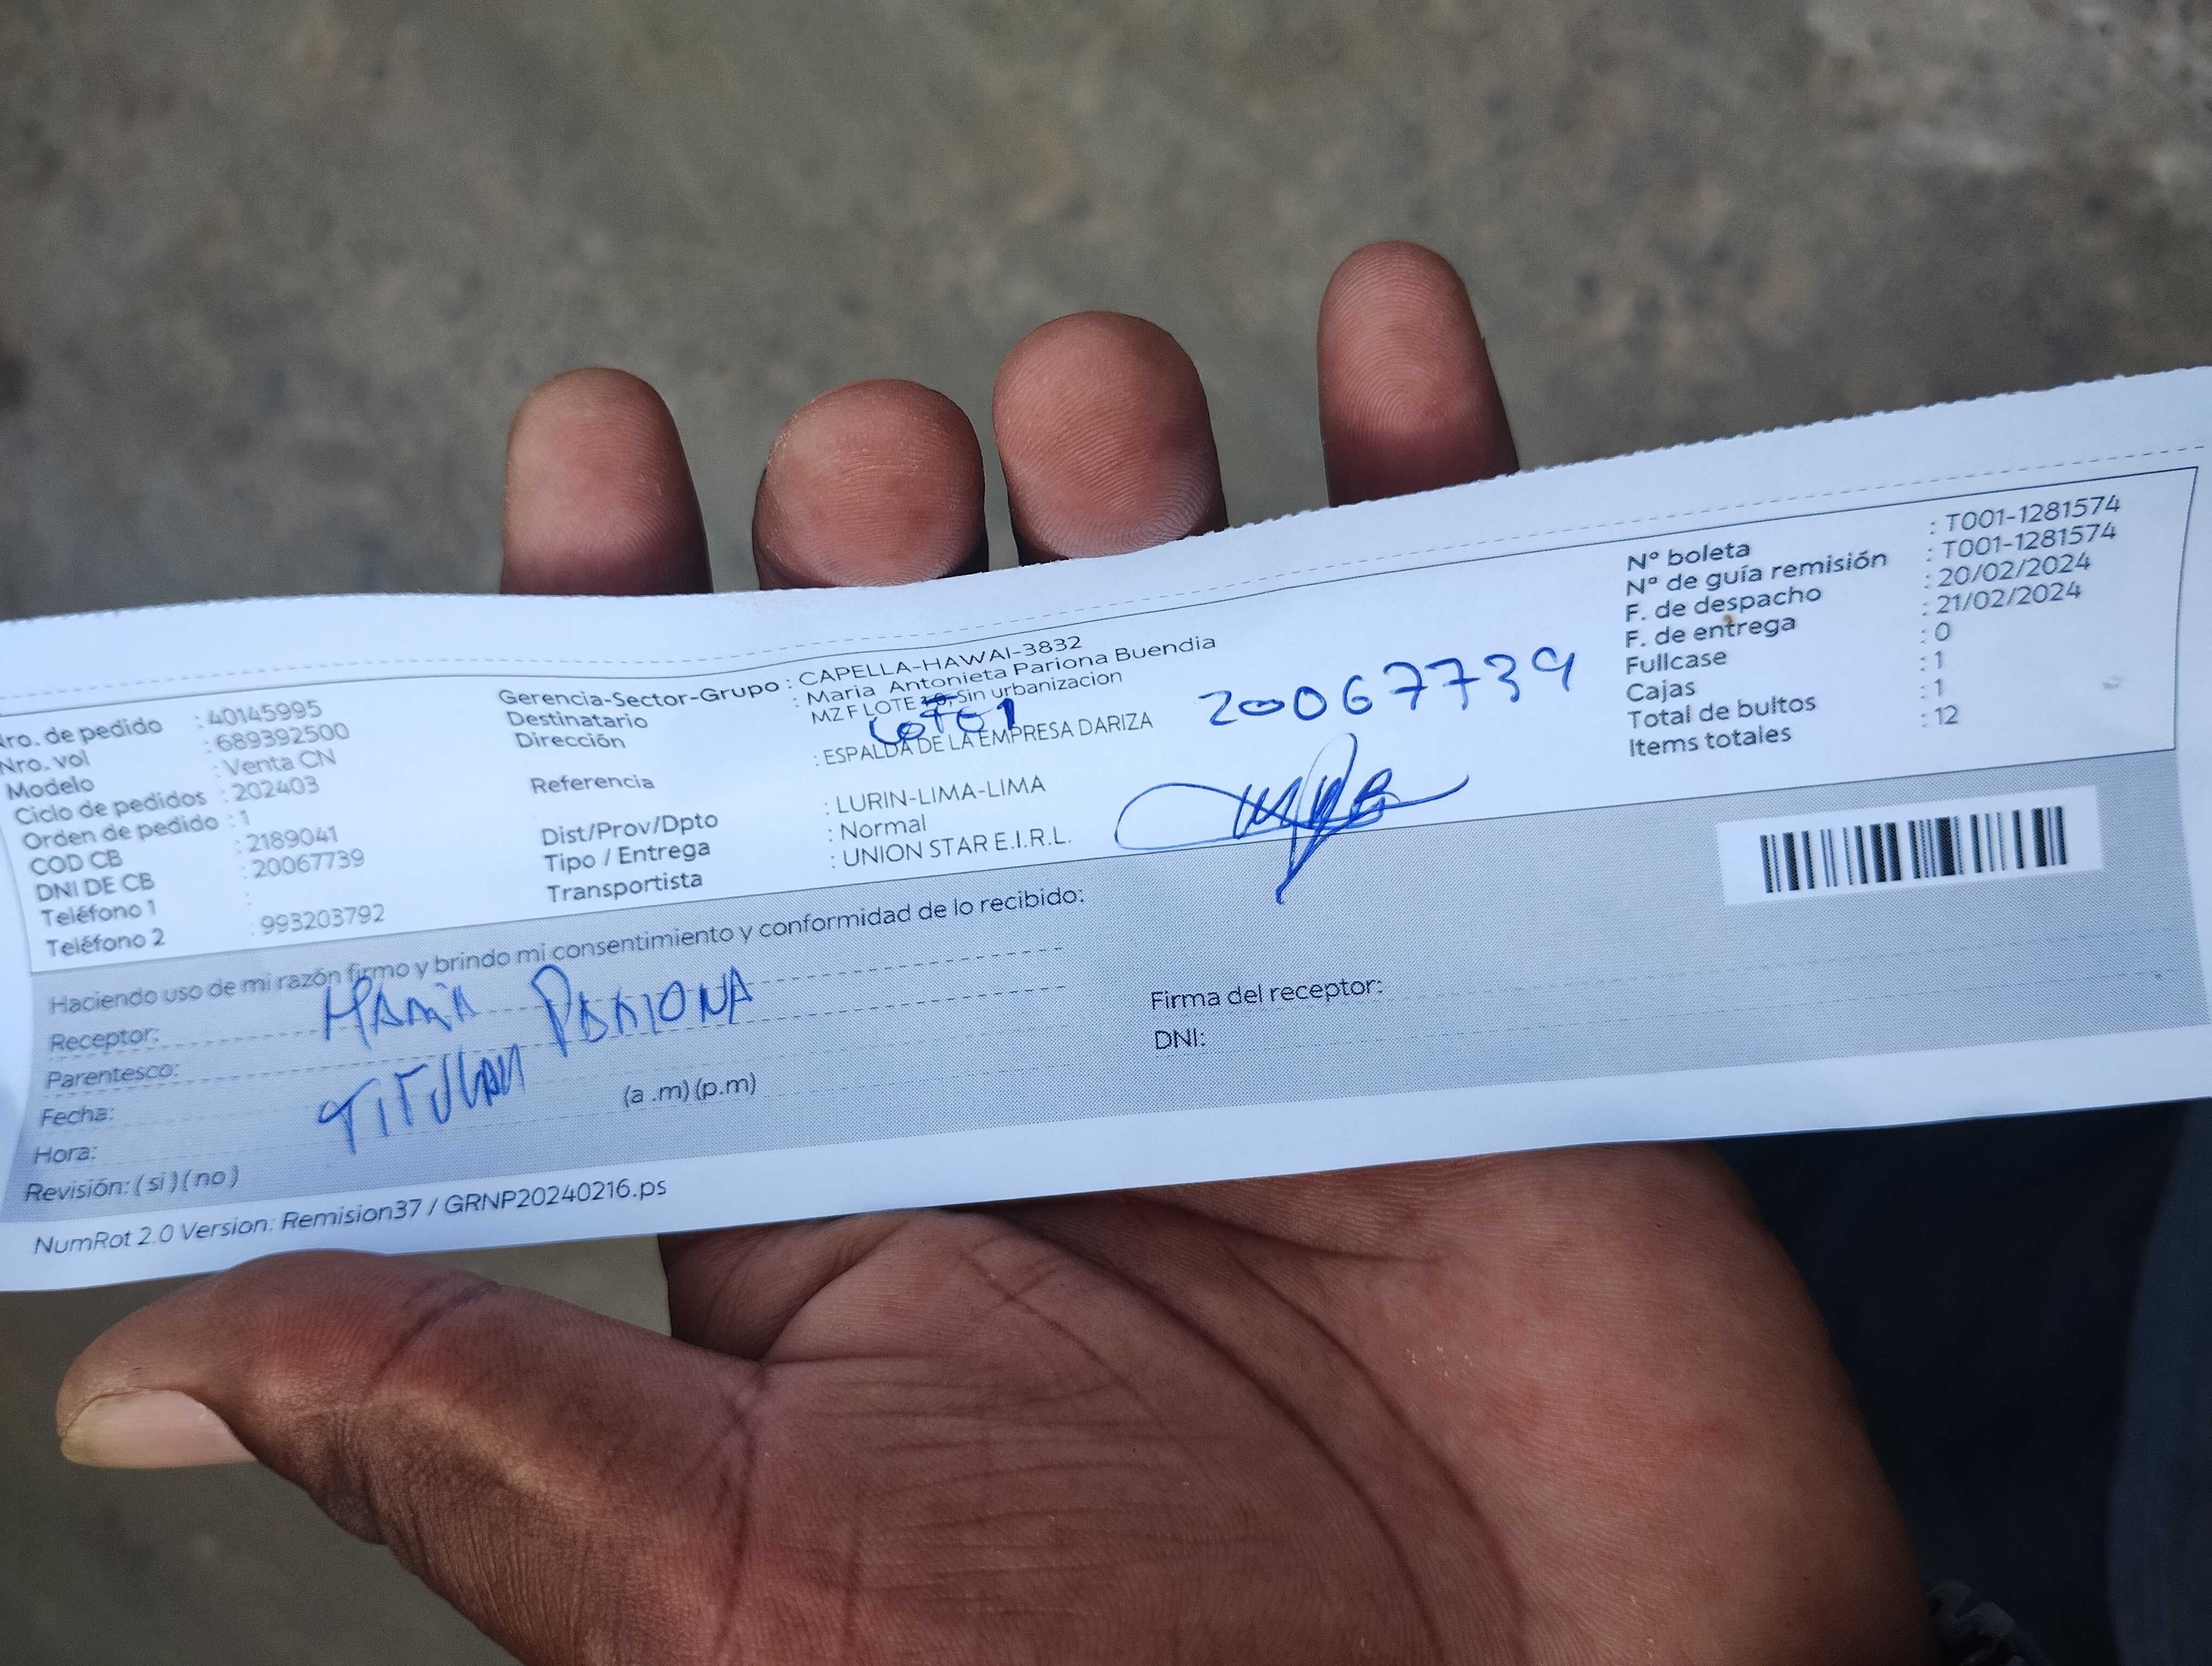 Nro. de pedido : 40145995
Nro. vol : 689392500
Modelo : Venta CN
Ciclo de pedidos : 202403
Orden de pedido : 1
COD CB : 2189041
DNI DE CB : 20067739
Teléfono 1 :
Teléfono 2 : 993203792
Gerencia-Sector-Grupo : CAPELLA-HAWAI-3832
Destinatario : Maria Antonieta Pariona Buendia
Dirección MZ F LOTE Sin urbanizacion
LOTE 1
Referencia : ESPALDA DE LA EMPRESA DARIZA
Dist/Prov/Dpto : LURIN-LIMA-LIMA
Tipo / Entrega : Normal
Transportista : UNION STAR E.I.R.L.
20067739
Nº boleta : T001-1281574
Nº de guía remisión : T001-1281574
F. de despacho : 20/02/2024
F. de entrega : 21/02/2024
Fullcase : 0
Cajas : 1
Total de bultos : 1
Items totales : 12
Haciendo uso de mi razón firmo y brindo mi consentimiento y conformidad de lo recibido:
Receptor: MARIA PARIONA
Parentesco: TITULAR
Fecha:
Hora: (a .m) (p.m)
Revisión: ( si ) ( no )
Firma del receptor:
DNI:
NumRot 2.0 Version: Remision37 / GRNP20240216.ps